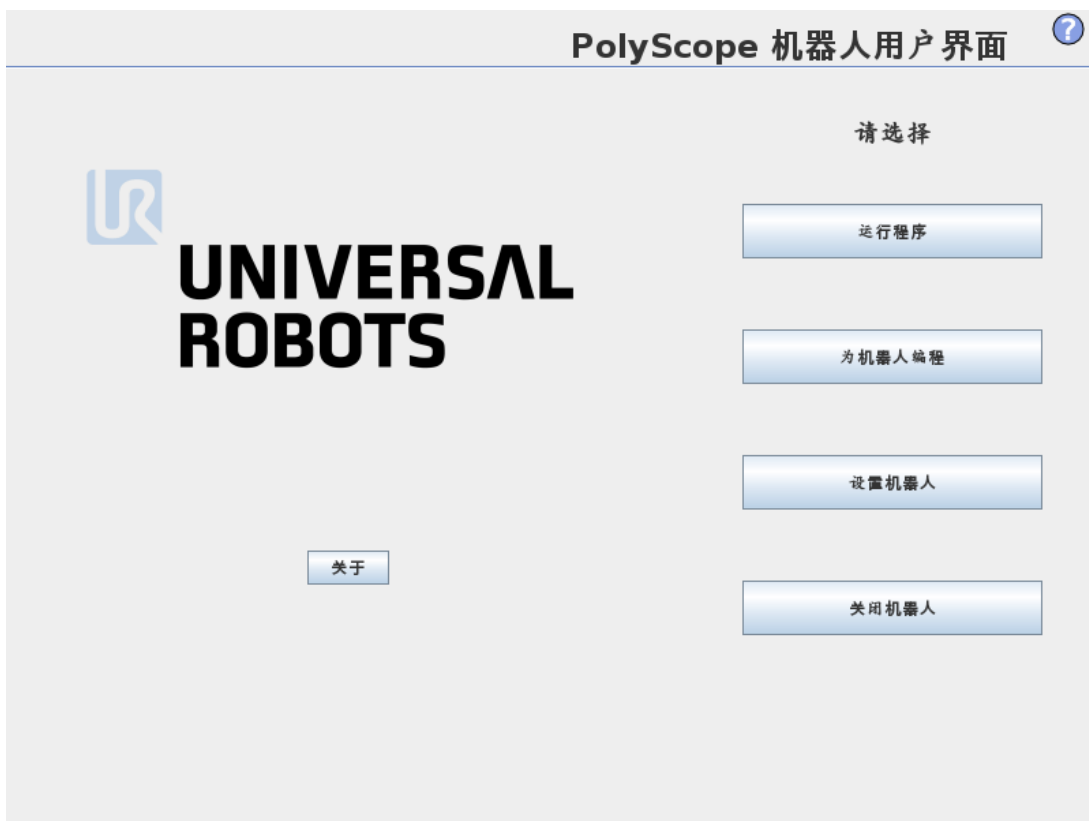 PolyScope 机器人用户界面
?
请选择
UR
UNIVERSAL
ROBOTS
运行程序
为机器人编程
设置机器人
关于
关闭机器人